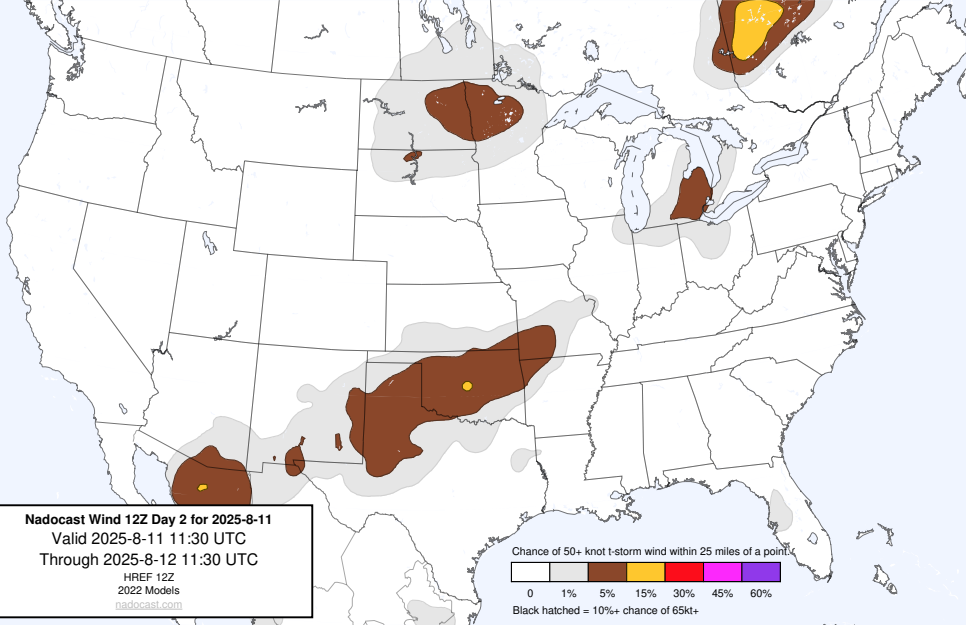 Nadocast Wind 12Z Day 2 for 2025-8-11
Valid 2025-8-11 11:30 UTC
Through 2025-8-12 11:30 UTC
HREF 12Z
2022 Models
nadocast.com
Chance of 50+ knot t-storm wind within 25 miles of a point.
0 1% 5% 15% 30% 45% 60%
Black hatched = 10%+ chance of 65kt+